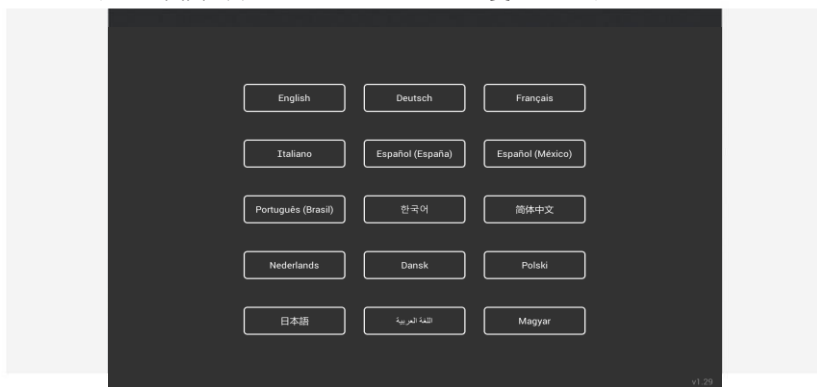 English
Deutsch
Français
Italiano
Español (España)
Español (México)
Português (Brasil)
한국어
简体中文
Nederlands
Dansk
Polski
日本語
اللغة العربية
Magyar
v1.29